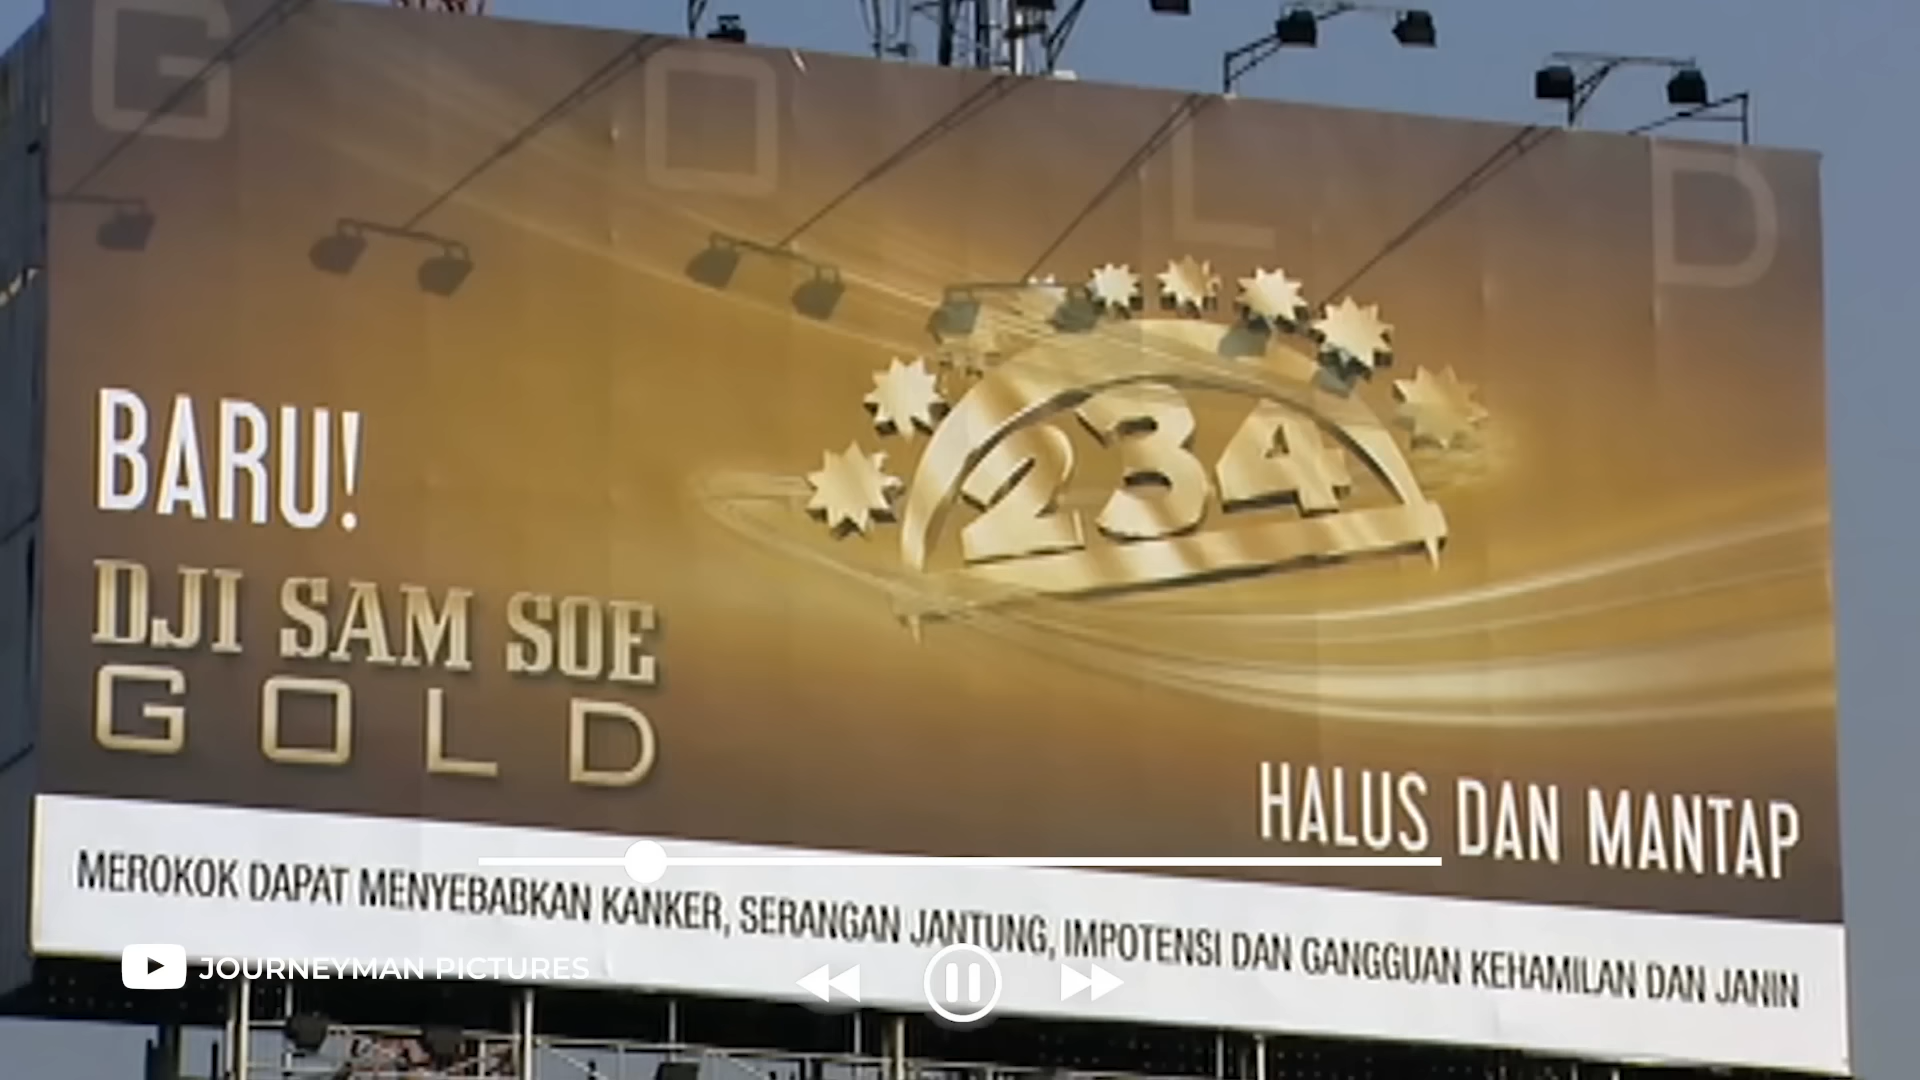 G O L D
234
BARU!
DJI SAM SOE
GOLD
HALUS DAN MANTAP
MEROKOK DAPAT MENYEBABKAN KANKER, SERANGAN JANTUNG, IMPOTENSI DAN GANGGUAN KEHAMILAN DAN JANIN
JOURNEYMAN PICTURES